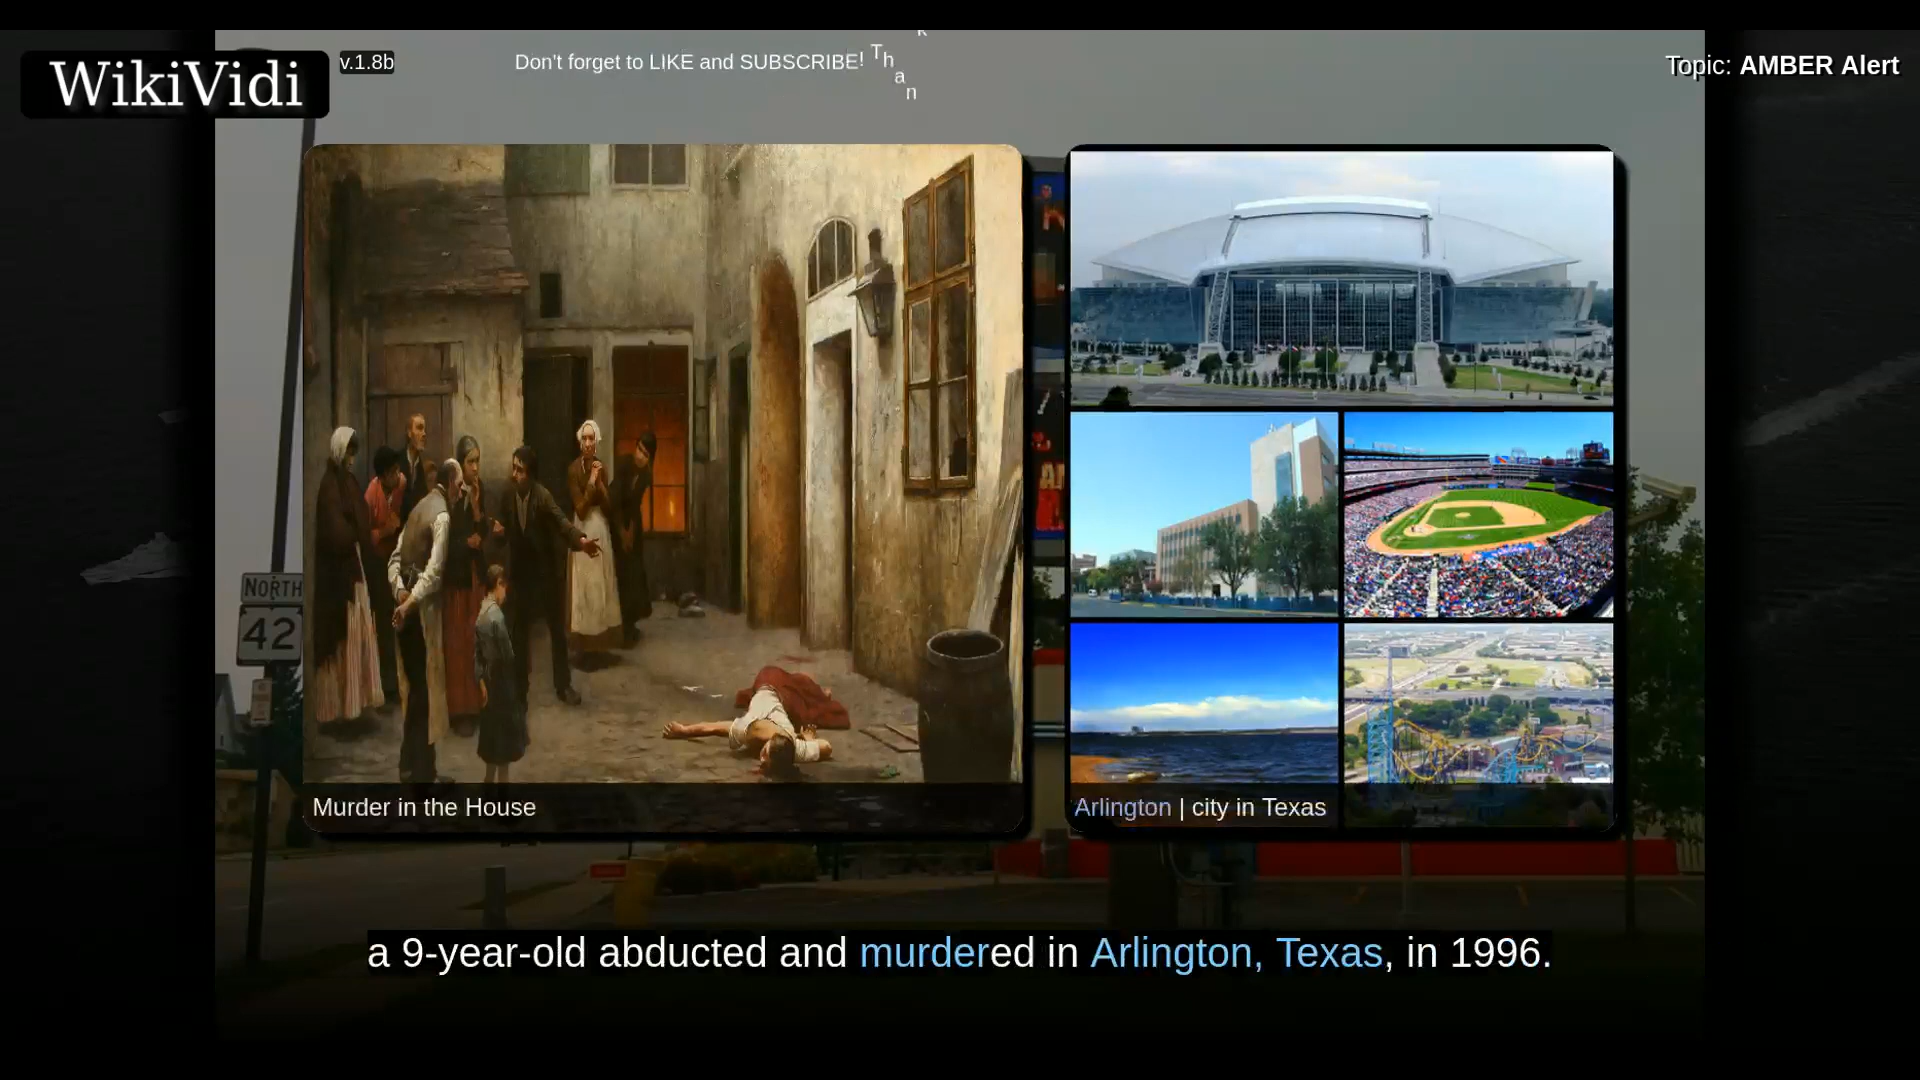 WikiVidi
v.1.8b
Don't forget to LIKE and SUBSCRIBE! Thank
Topic: AMBER Alert
NORTH
42
Murder in the House
Arlington | city in Texas
a 9-year-old abducted and murdered in Arlington, Texas, in 1996.